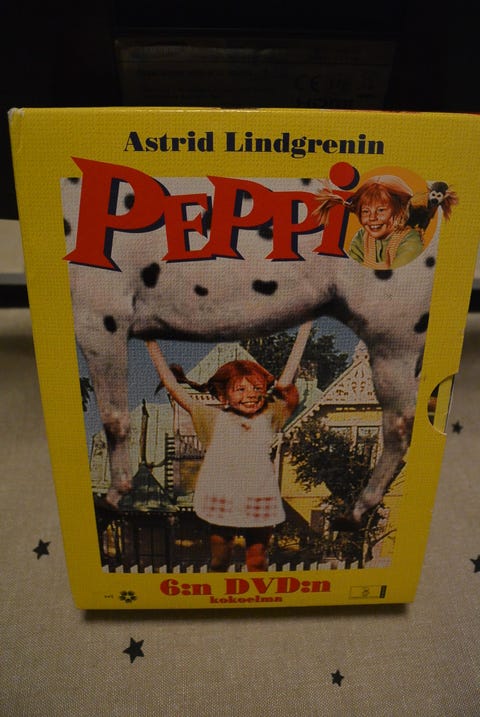 Astrid Lindgrenin
PEPPi
6:n DVD:n
kokoelma